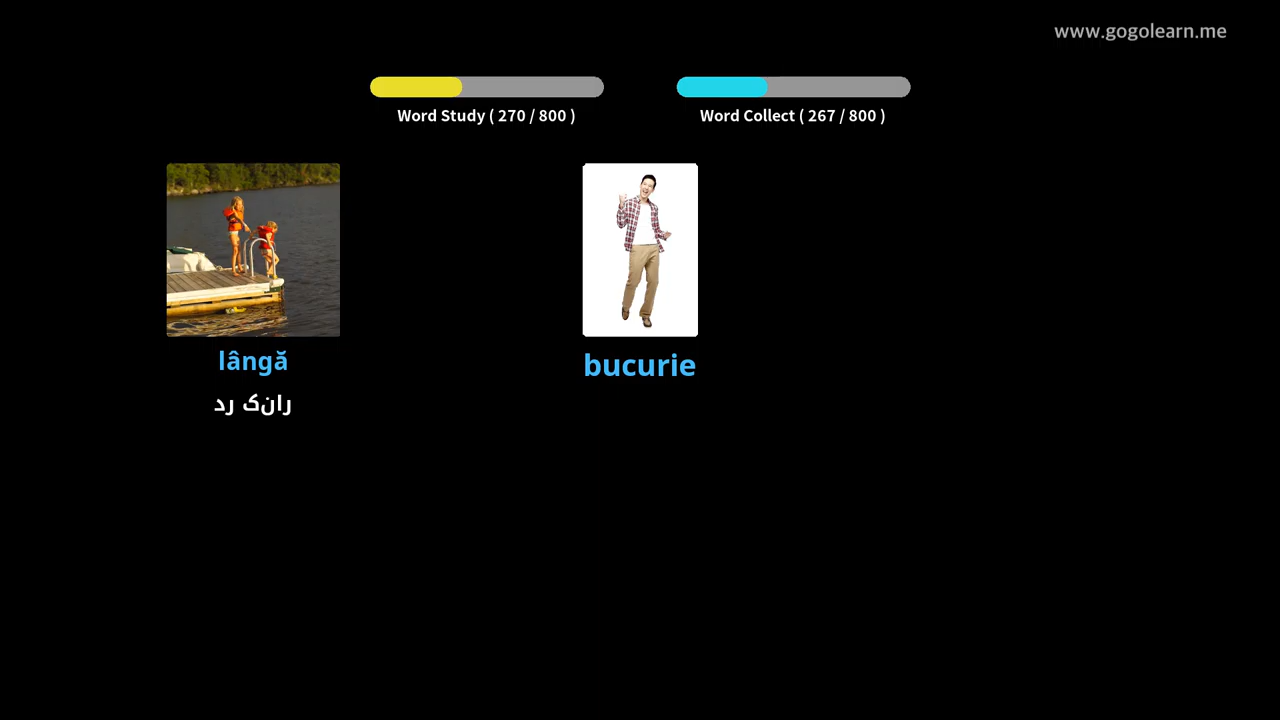 www.gogolearn.me
Word Study ( 270 / 800 )
Word Collect ( 267 / 800 )
lângă
رانک رد
bucurie